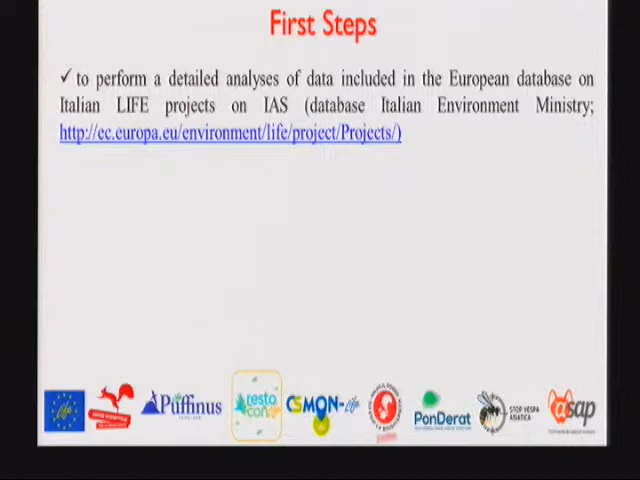 First Steps
✓ to perform a detailed analyses of data included in the European database on
Italian LIFE projects on IAS (database Italian Environment Ministry;
http://ec.europa.eu/environment/life/project/Projects/)
Life
Puffinus
resto
con life
CSMON-Life
PonDerat
STOP VESPA
ASIATICA
asap